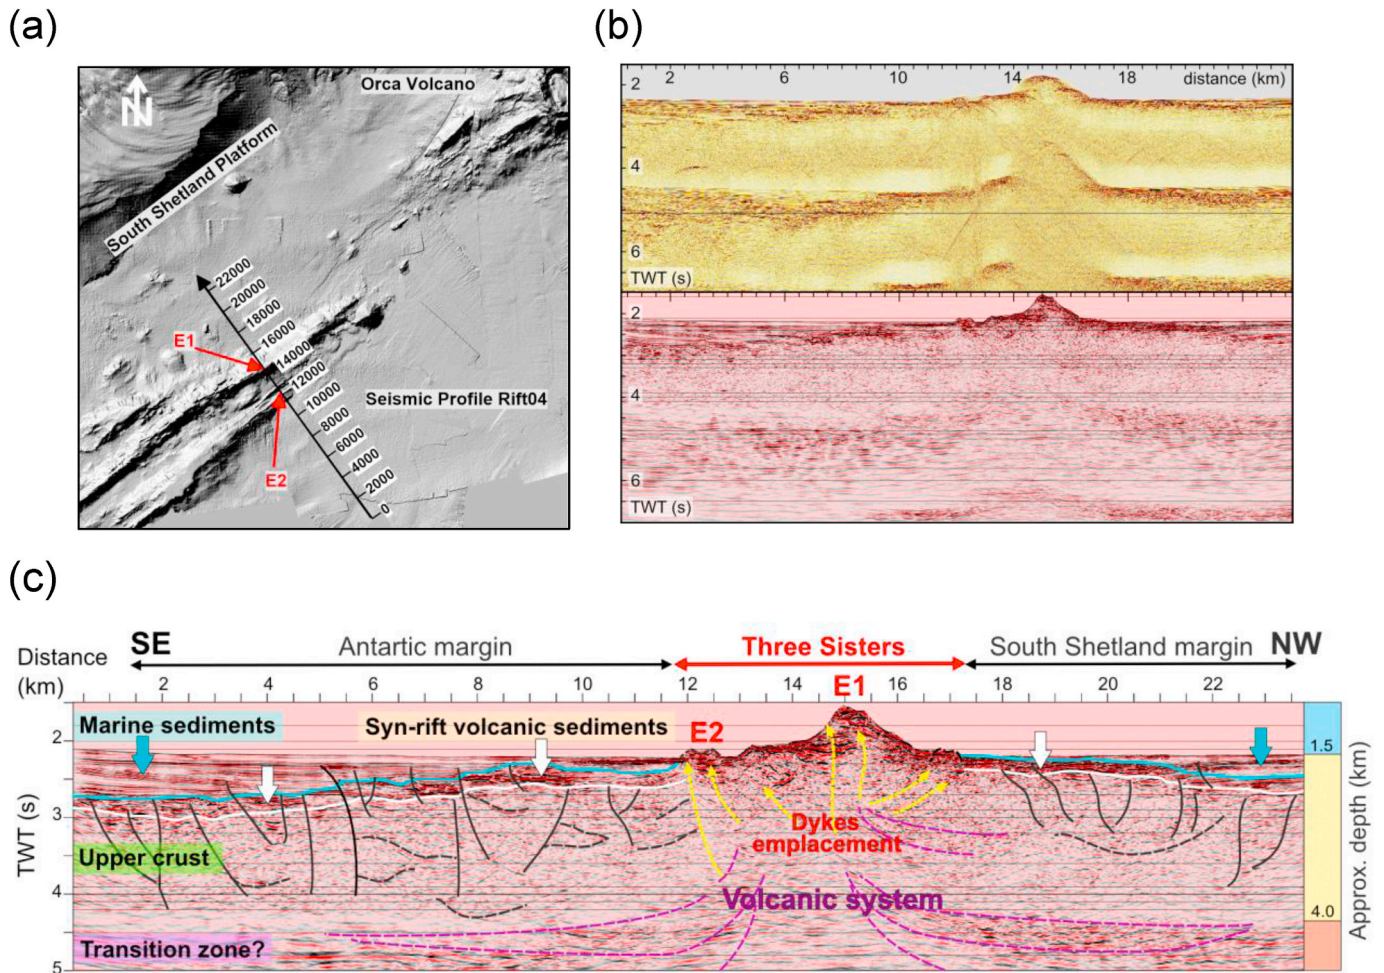 (a)
(b)
N
Orca Volcano
South Shetland Platform
22000
20000
18000
16000
14000
12000
10000
8000
6000
4000
2000
0
E1
E2
Seismic Profile Rift04
2 6 10 14 18 distance (km)
2
4
6
TWT (s)
2
4
6
TWT (s)
(c)
SE Antartic margin Three Sisters South Shetland margin NW
Distance
(km)
2 4 6 8 10 12 14 16 18 20 22
E1
Marine sediments
Syn-rift volcanic sediments
E2
2
3
4
5
TWT (s)
Dykes
emplacement
Upper crust
Volcanic system
Transition zone?
1.5
4.0
Approx. depth (km)